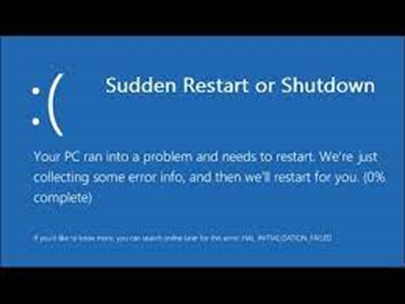 :(
Sudden Restart or Shutdown
Your PC ran into a problem and needs to restart. We're just
collecting some error info, and then we'll restart for you. (0%
complete)
If you'd like to know more, you can search online later for this error: HAL_INITIALIZATION_FAILED